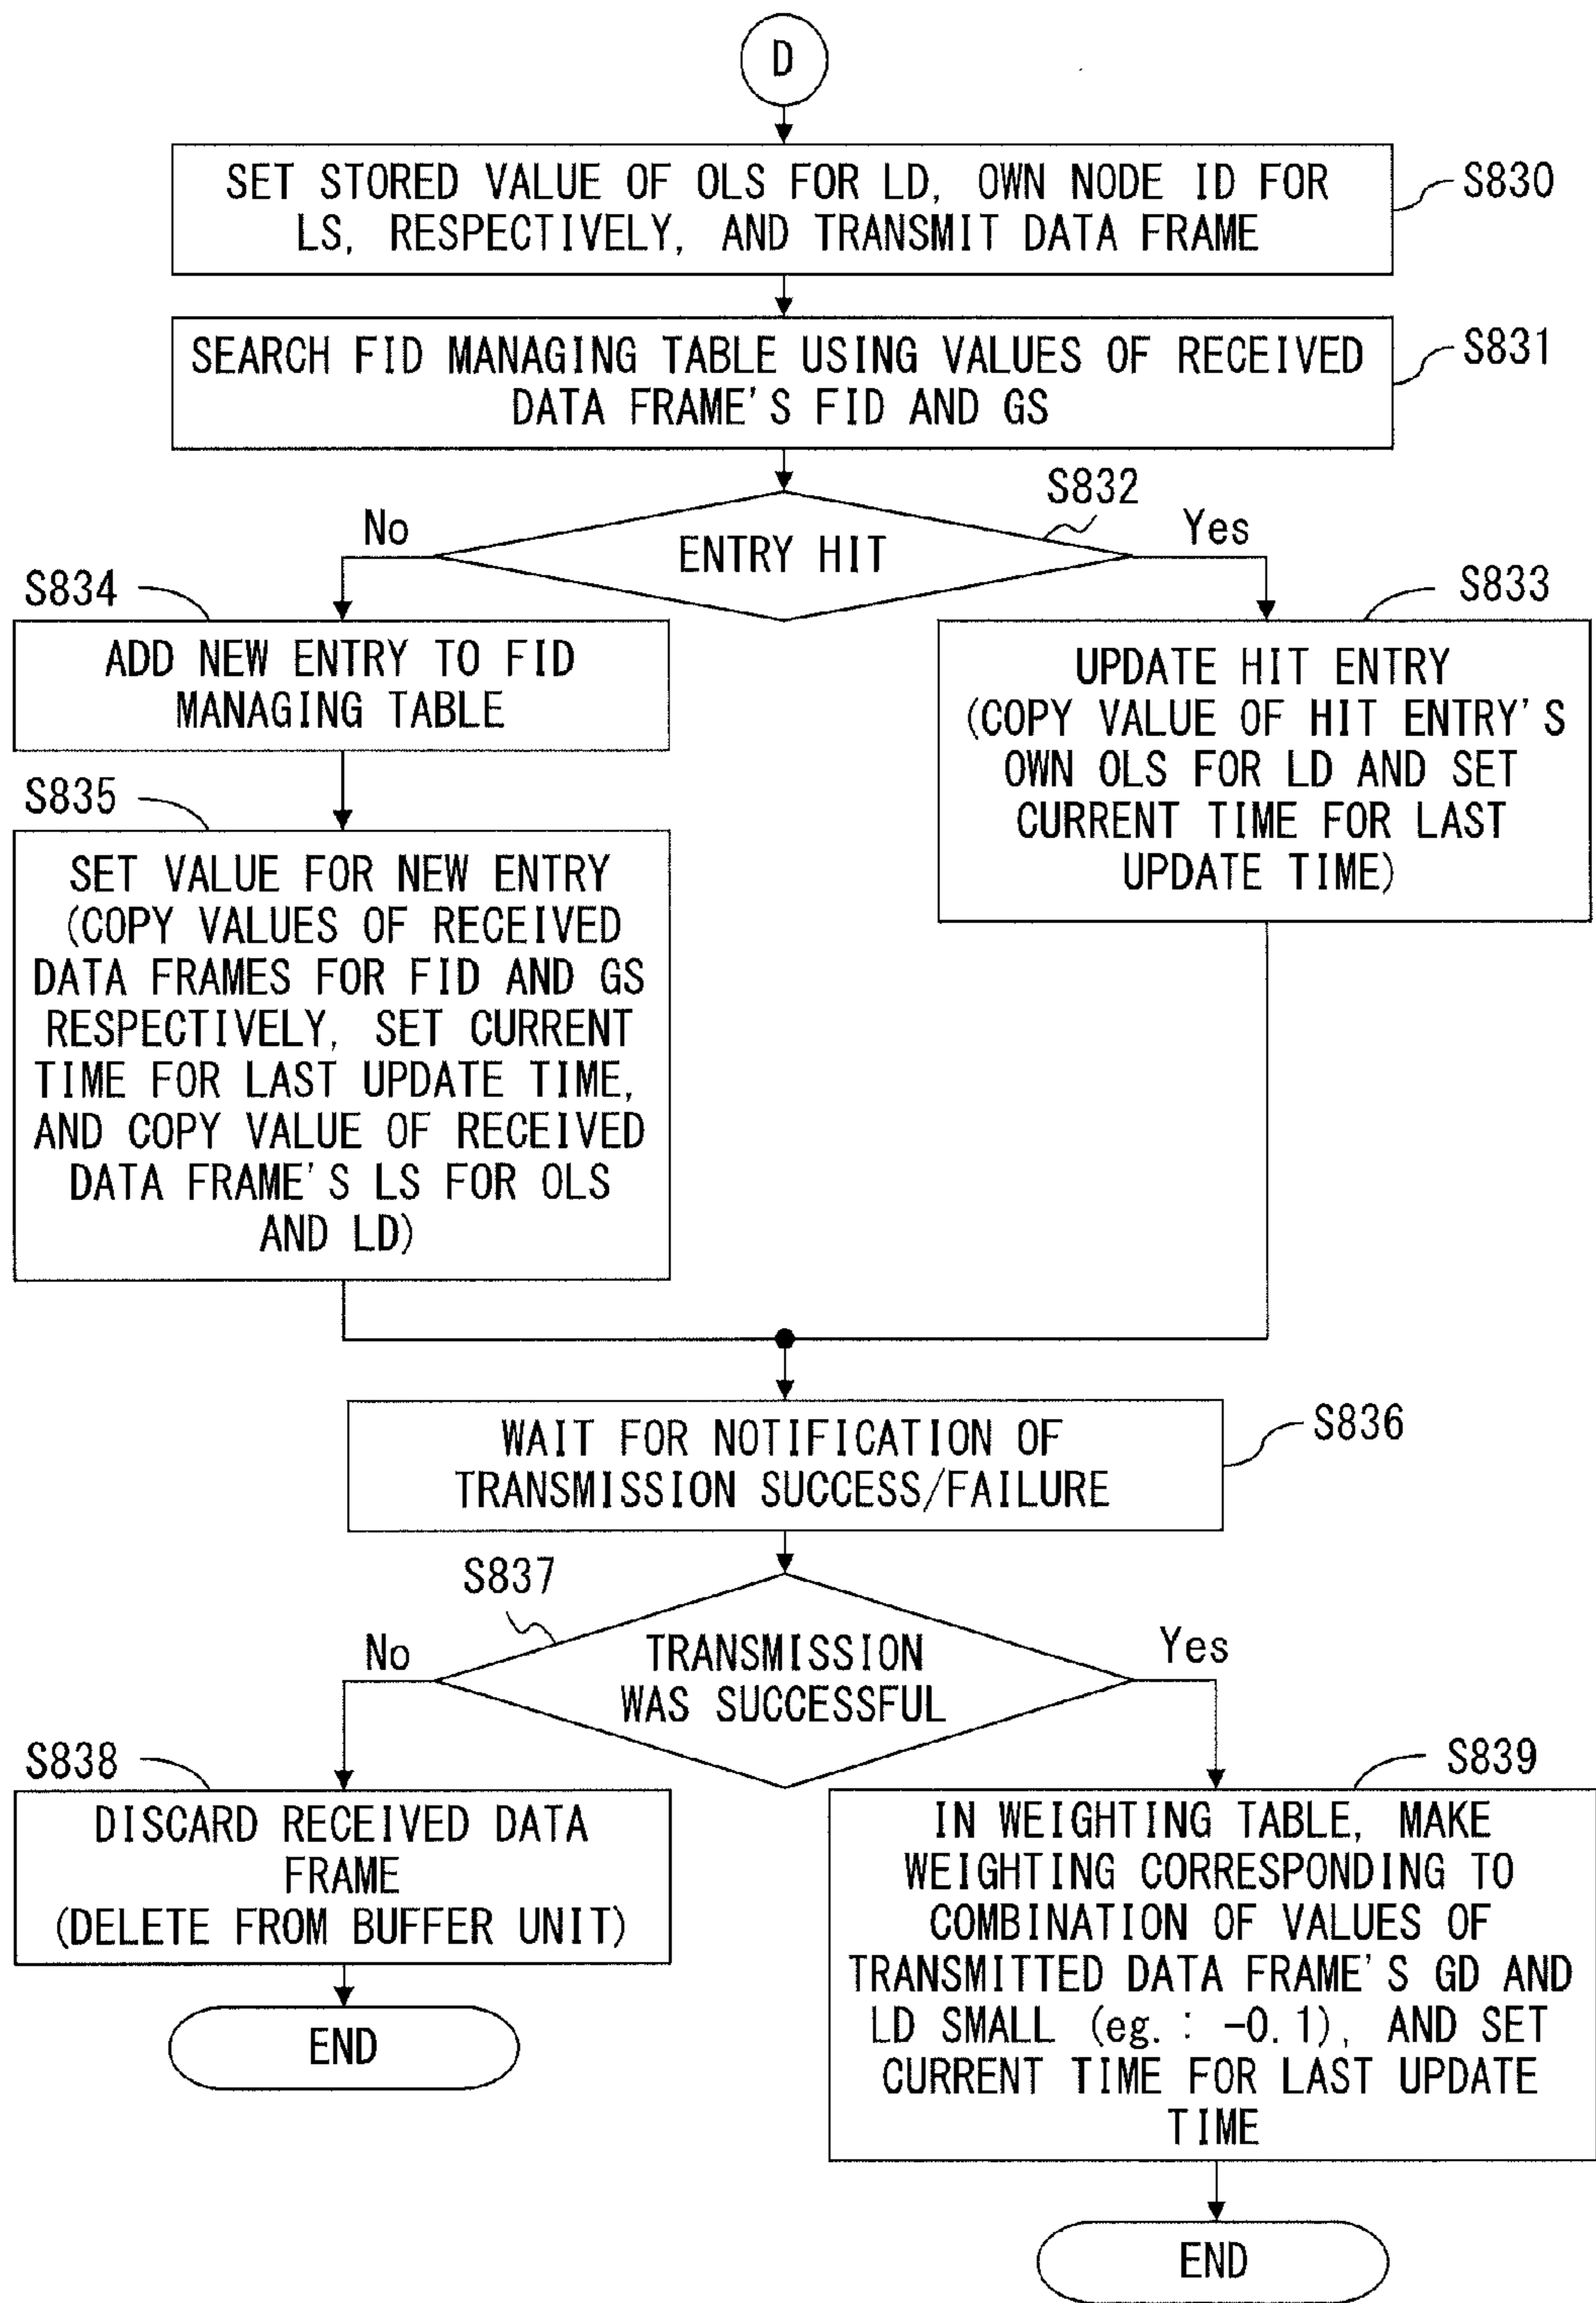 D
SET STORED VALUE OF OLS FOR LD, OWN NODE ID FOR
LS, RESPECTIVELY, AND TRANSMIT DATA FRAME
S830
SEARCH FID MANAGING TABLE USING VALUES OF RECEIVED
DATA FRAME'S FID AND GS
S831
S832
No
ENTRY HIT
Yes
S834
ADD NEW ENTRY TO FID
MANAGING TABLE
S833
UPDATE HIT ENTRY
(COPY VALUE OF HIT ENTRY'S
OWN OLS FOR LD AND SET
CURRENT TIME FOR LAST
UPDATE TIME)
S835
SET VALUE FOR NEW ENTRY
(COPY VALUES OF RECEIVED
DATA FRAMES FOR FID AND GS
RESPECTIVELY, SET CURRENT
TIME FOR LAST UPDATE TIME,
AND COPY VALUE OF RECEIVED
DATA FRAME'S LS FOR OLS
AND LD)
WAIT FOR NOTIFICATION OF
TRANSMISSION SUCCESS/FAILURE
S836
S837
No
TRANSMISSION
WAS SUCCESSFUL
Yes
S838
DISCARD RECEIVED DATA
FRAME
(DELETE FROM BUFFER UNIT)
END
S839
IN WEIGHTING TABLE, MAKE
WEIGHTING CORRESPONDING TO
COMBINATION OF VALUES OF
TRANSMITTED DATA FRAME'S GD AND
LD SMALL (eg.: -0.1), AND SET
CURRENT TIME FOR LAST UPDATE
TIME
END